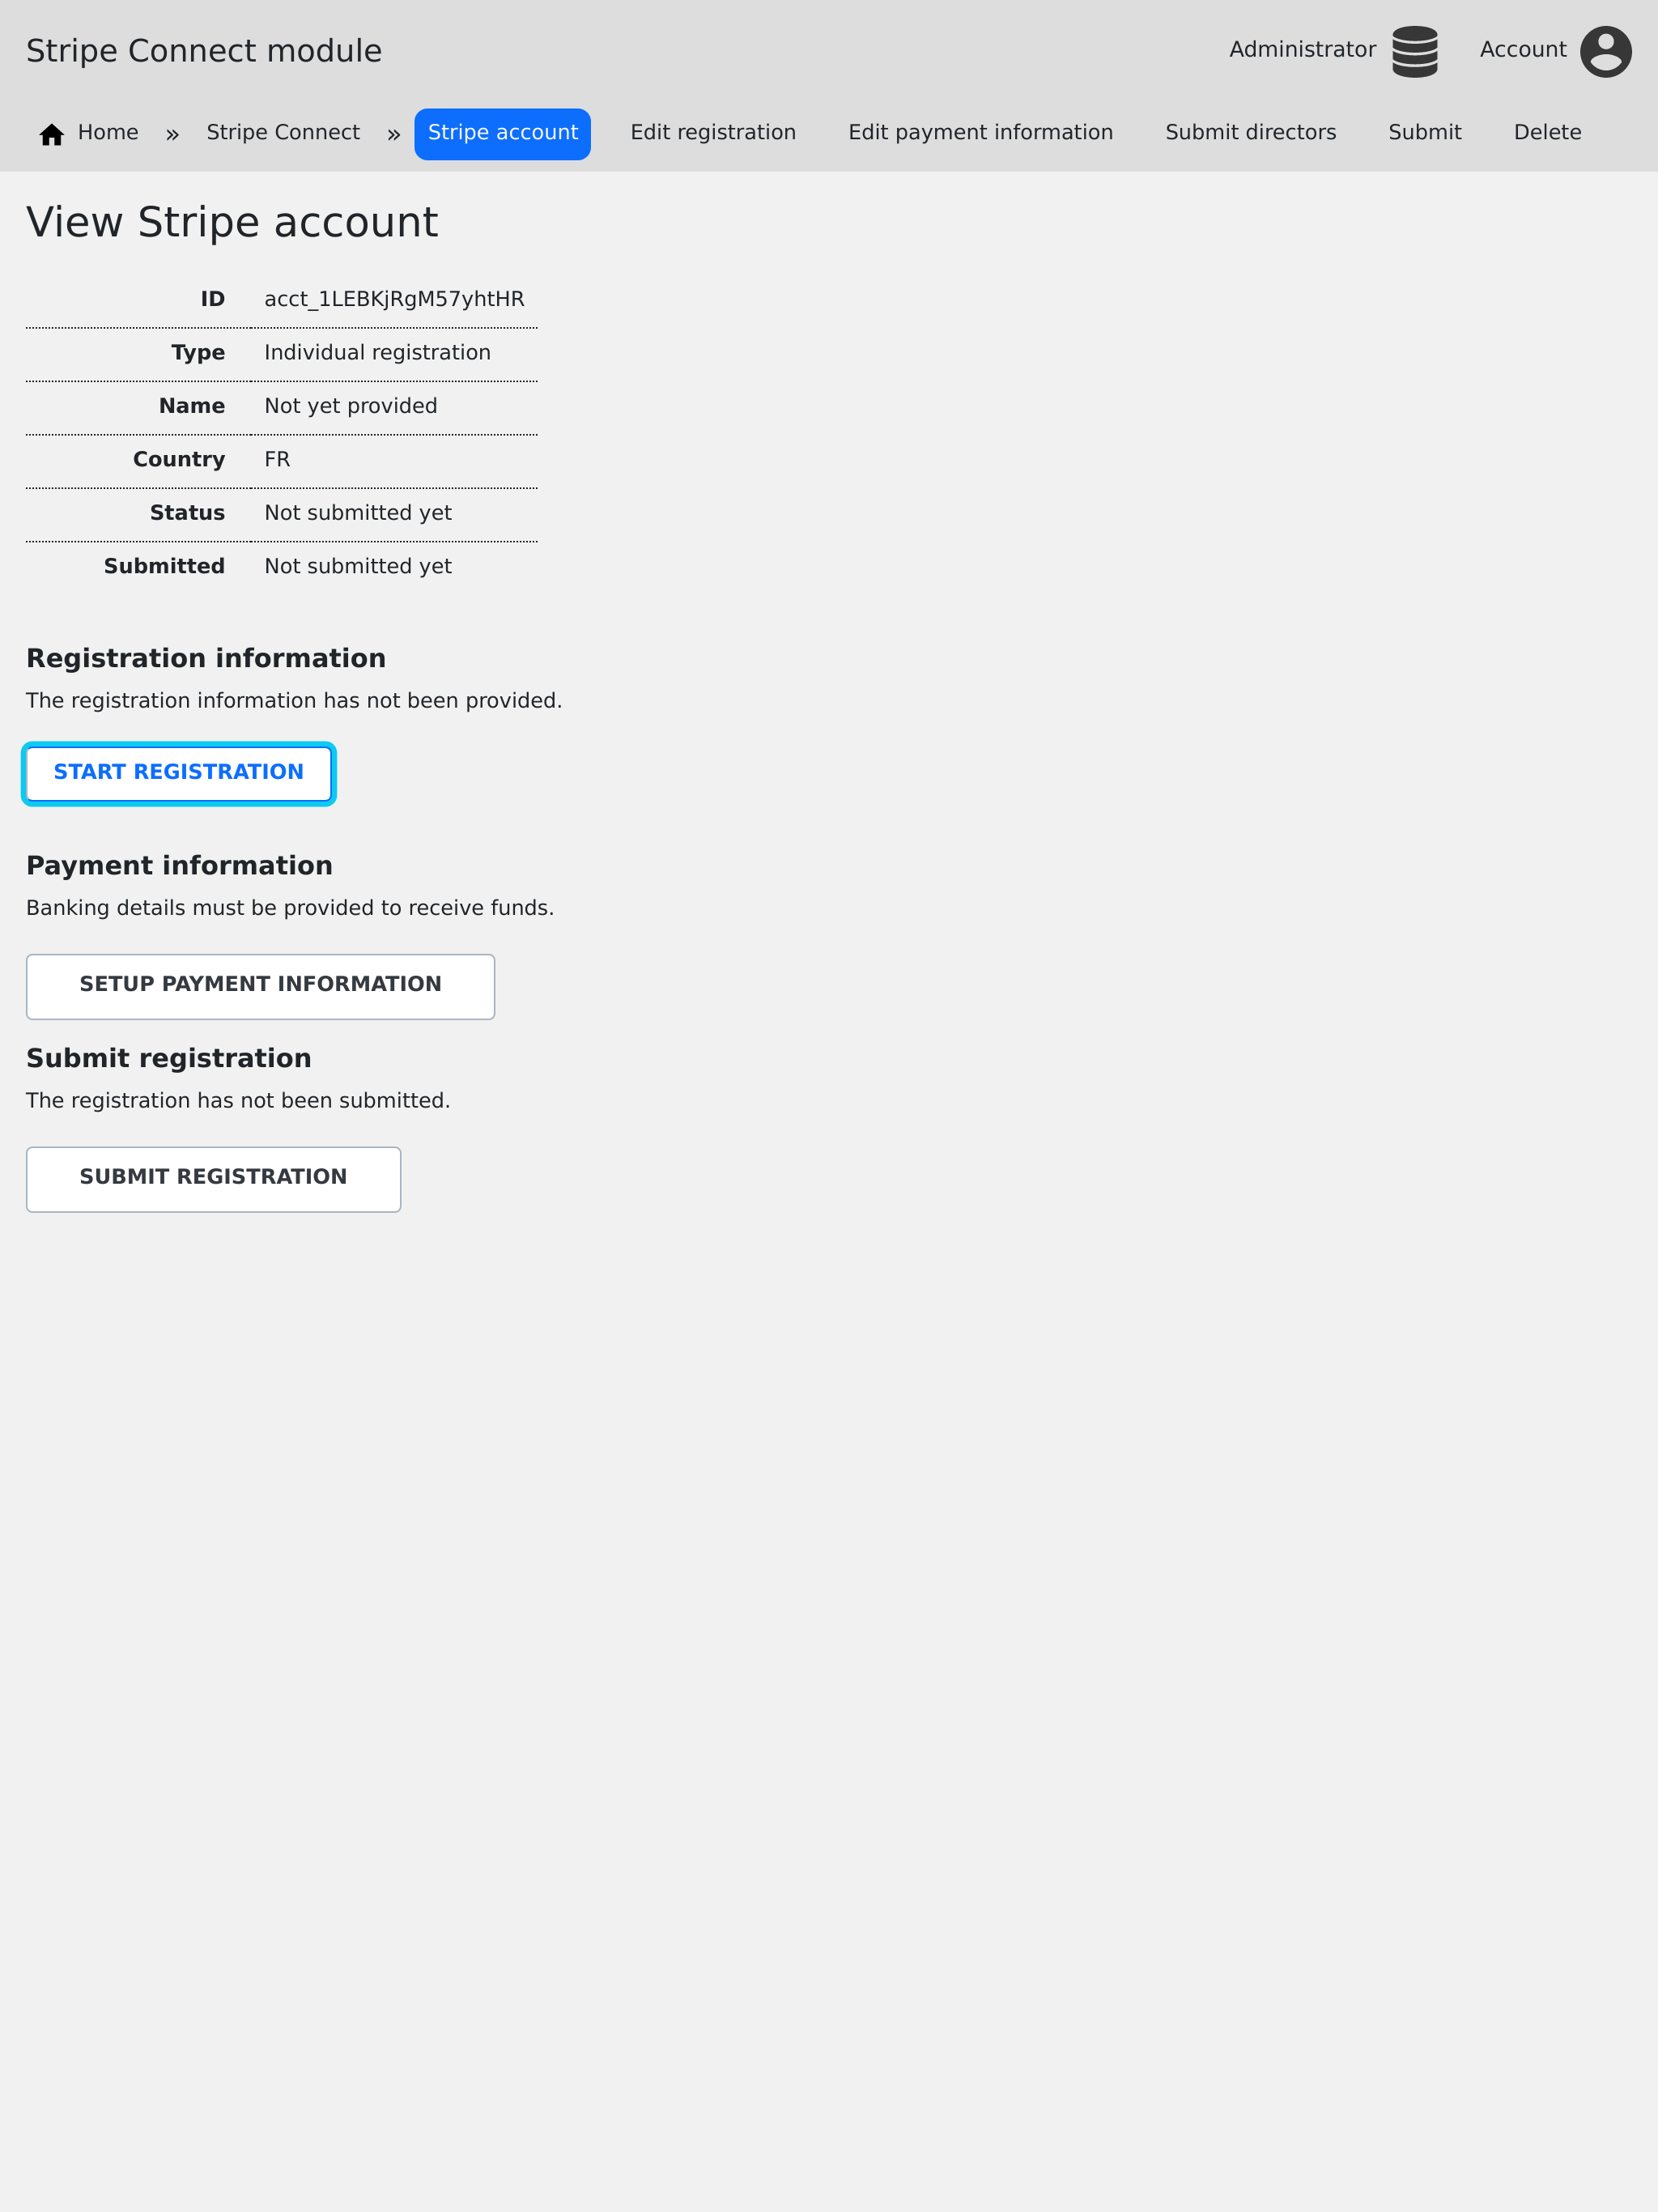 Stripe Connect module
Administrator
Account
Home » Stripe Connect » Stripe account Edit registration Edit payment information Submit directors Submit Delete
View Stripe account
ID acct_1LEBKjRgM57yhtHR
Type Individual registration
Name Not yet provided
Country FR
Status Not submitted yet
Submitted Not submitted yet
Registration information
The registration information has not been provided.
START REGISTRATION
Payment information
Banking details must be provided to receive funds.
SETUP PAYMENT INFORMATION
Submit registration
The registration has not been submitted.
SUBMIT REGISTRATION